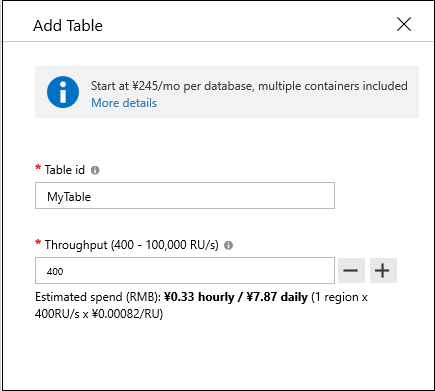 Add Table
Start at ¥245/mo per database, multiple containers included
More details
* Table id
MyTable
* Throughput (400 - 100,000 RU/s)
400
Estimated spend (RMB): ¥0.33 hourly / ¥7.87 daily (1 region x
400RU/s x ¥0.00082/RU)